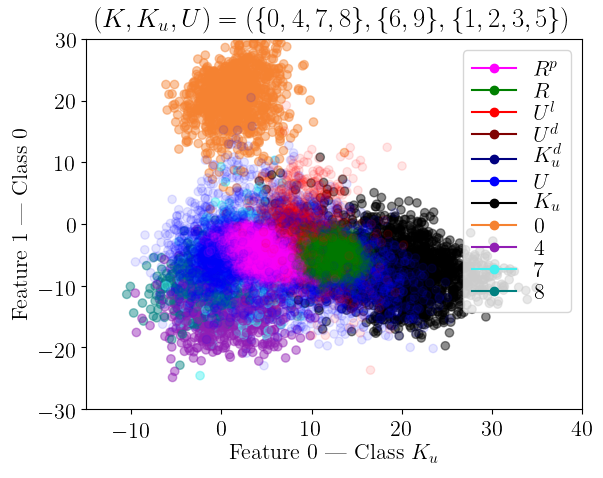 (K, K_u, U) = ({0, 4, 7, 8}, {6, 9}, {1, 2, 3, 5})
30
20
10
0
−10
−20
−30
Feature 1 — Class 0
R^p
R
U^l
U^d
K_u^d
U
K_u
0
4
7
8
−10
0
10
20
30
40
Feature 0 — Class K_u